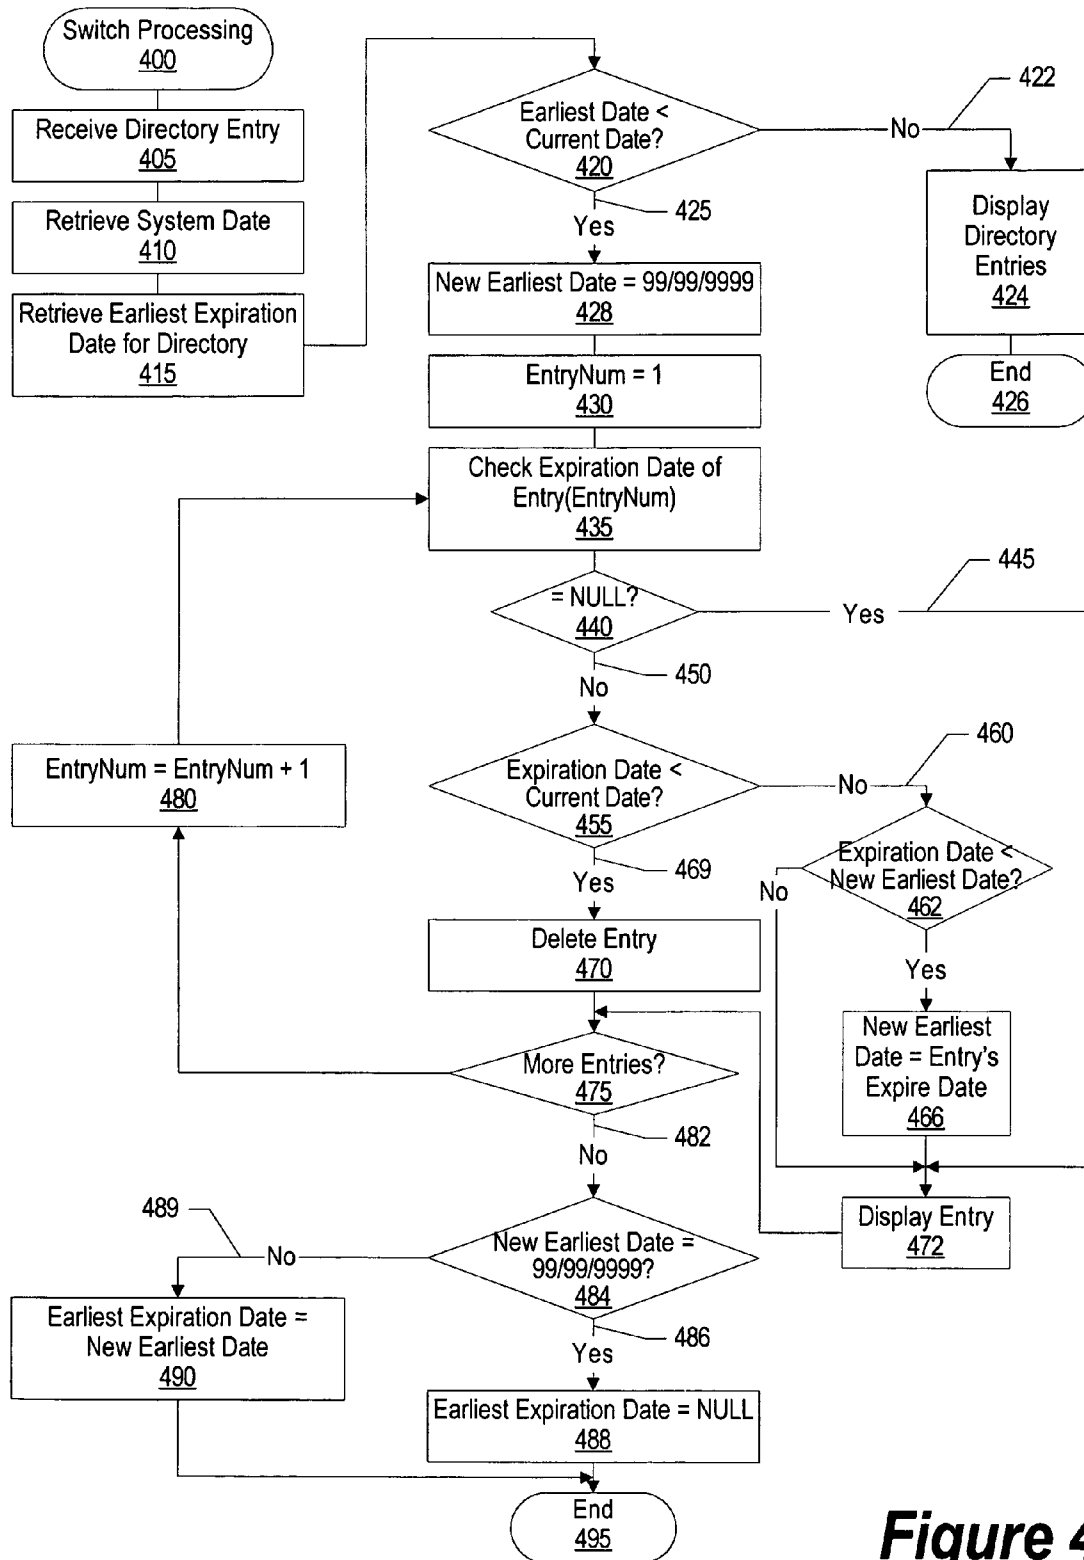 Switch Processing
400
Receive Directory Entry
405
Retrieve System Date
410
Retrieve Earliest Expiration
Date for Directory
415
Earliest Date <
Current Date?
420
No
422
Display
Directory
Entries
424
End
426
425
Yes
New Earliest Date = 99/99/9999
428
EntryNum = 1
430
Check Expiration Date of
Entry(EntryNum)
435
= NULL?
440
Yes
445
450
No
Expiration Date <
Current Date?
455
No
460
Expiration Date <
New Earliest Date?
462
No
Yes
New Earliest
Date = Entry's
Expire Date
466
Display Entry
472
469
Yes
Delete Entry
470
More Entries?
475
EntryNum = EntryNum + 1
480
482
No
New Earliest Date =
99/99/9999?
484
489
No
Earliest Expiration Date =
New Earliest Date
490
486
Yes
Earliest Expiration Date = NULL
488
End
495
Figure 4